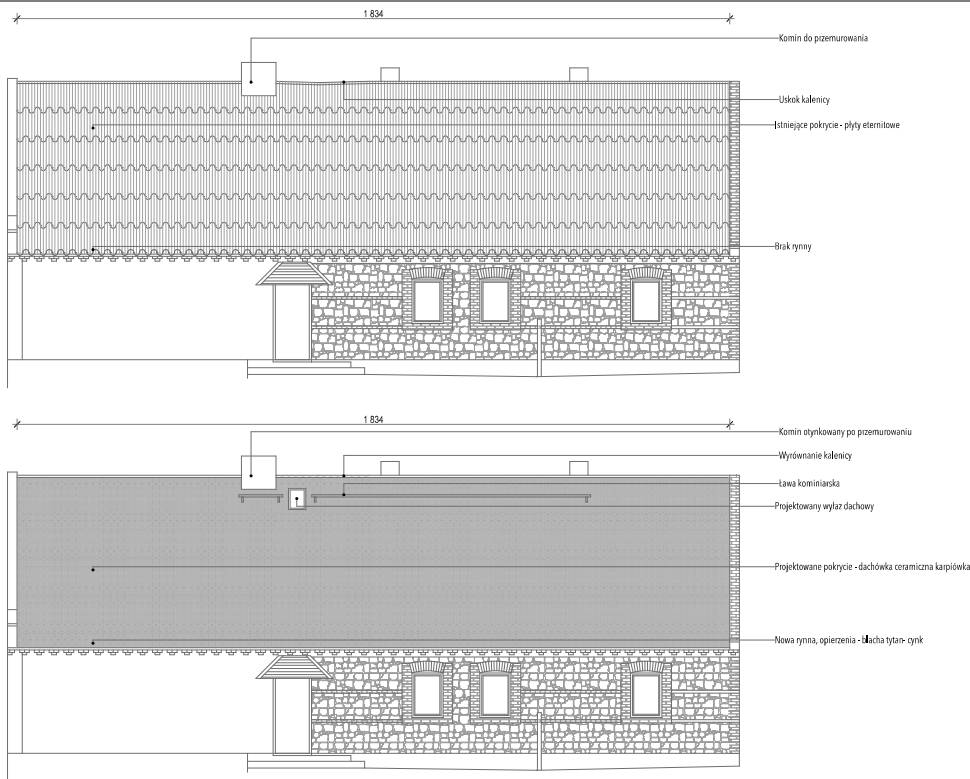 1 834
Komin do przemurowania
Uskok kalenicy
Istniejące pokrycie - płyty eternitowe
Brak rynny
1 834
Komin otynkowany po przemurowaniu
Wyrównanie kalenicy
Ława kominiarska
Projektowany wyłaz dachowy
Projektowane pokrycie - dachówka ceramiczna karpiówka
Nowa rynna, opierzenia - blacha tytan- cynk